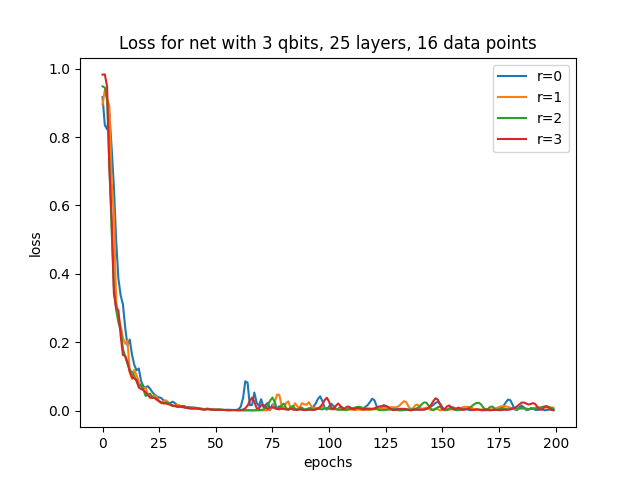 Loss for net with 3 qbits, 25 layers, 16 data points
1.0
0.8
0.6
0.4
0.2
0.0
loss
r=0
r=1
r=2
r=3
0 25 50 75 100 125 150 175 200
epochs